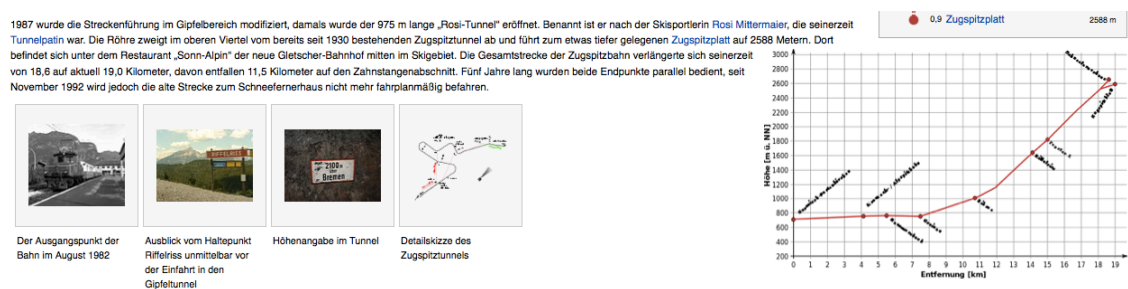 1987 wurde die Streckenführung im Gipfelbereich modifiziert, damals wurde der 975 m lange „Rosi-Tunnel“ eröffnet. Benannt ist er nach der Skisportlerin Rosi Mittermaier, die seinerzeit
Tunnelpatin war. Die Röhre zweigt im oberen Viertel vom bereits seit 1930 bestehenden Zugspitztunnel ab und führt zum etwas tiefer gelegenen Zugspitzplatt auf 2588 Metern. Dort
befindet sich unter dem Restaurant „Sonn-Alpin“ der neue Gletscher-Bahnhof mitten im Skigebiet. Die Gesamtstrecke der Zugspitzbahn verlängerte sich seinerzeit
von 18,6 auf aktuell 19,0 Kilometer, davon entfallen 11,5 Kilometer auf den Zahnstangenabschnitt. Fünf Jahre lang wurden beide Endpunkte parallel bedient, seit
November 1992 wird jedoch die alte Strecke zum Schneefernerhaus nicht mehr fahrplanmäßig befahren.
0,9 Zugspitzplatt 2588 m
RIFFELRISS
2100 m
über
Bremen
Der Ausgangspunkt der
Bahn im August 1982
Ausblick vom Haltepunkt
Riffelriss unmittelbar vor
der Einfahrt in den
Gipfeltunnel
Höhenangabe im Tunnel
Detailskizze des
Zugspitztunnels
Höhe [m ü. NN]
3000
2800
2600
2400
2200
2000
1800
1600
1400
1200
1000
800
600
400
200
0 1 2 3 4 5 6 7 8 9 10 11 12 13 14 15 16 17 18 19
Entfernung [km]